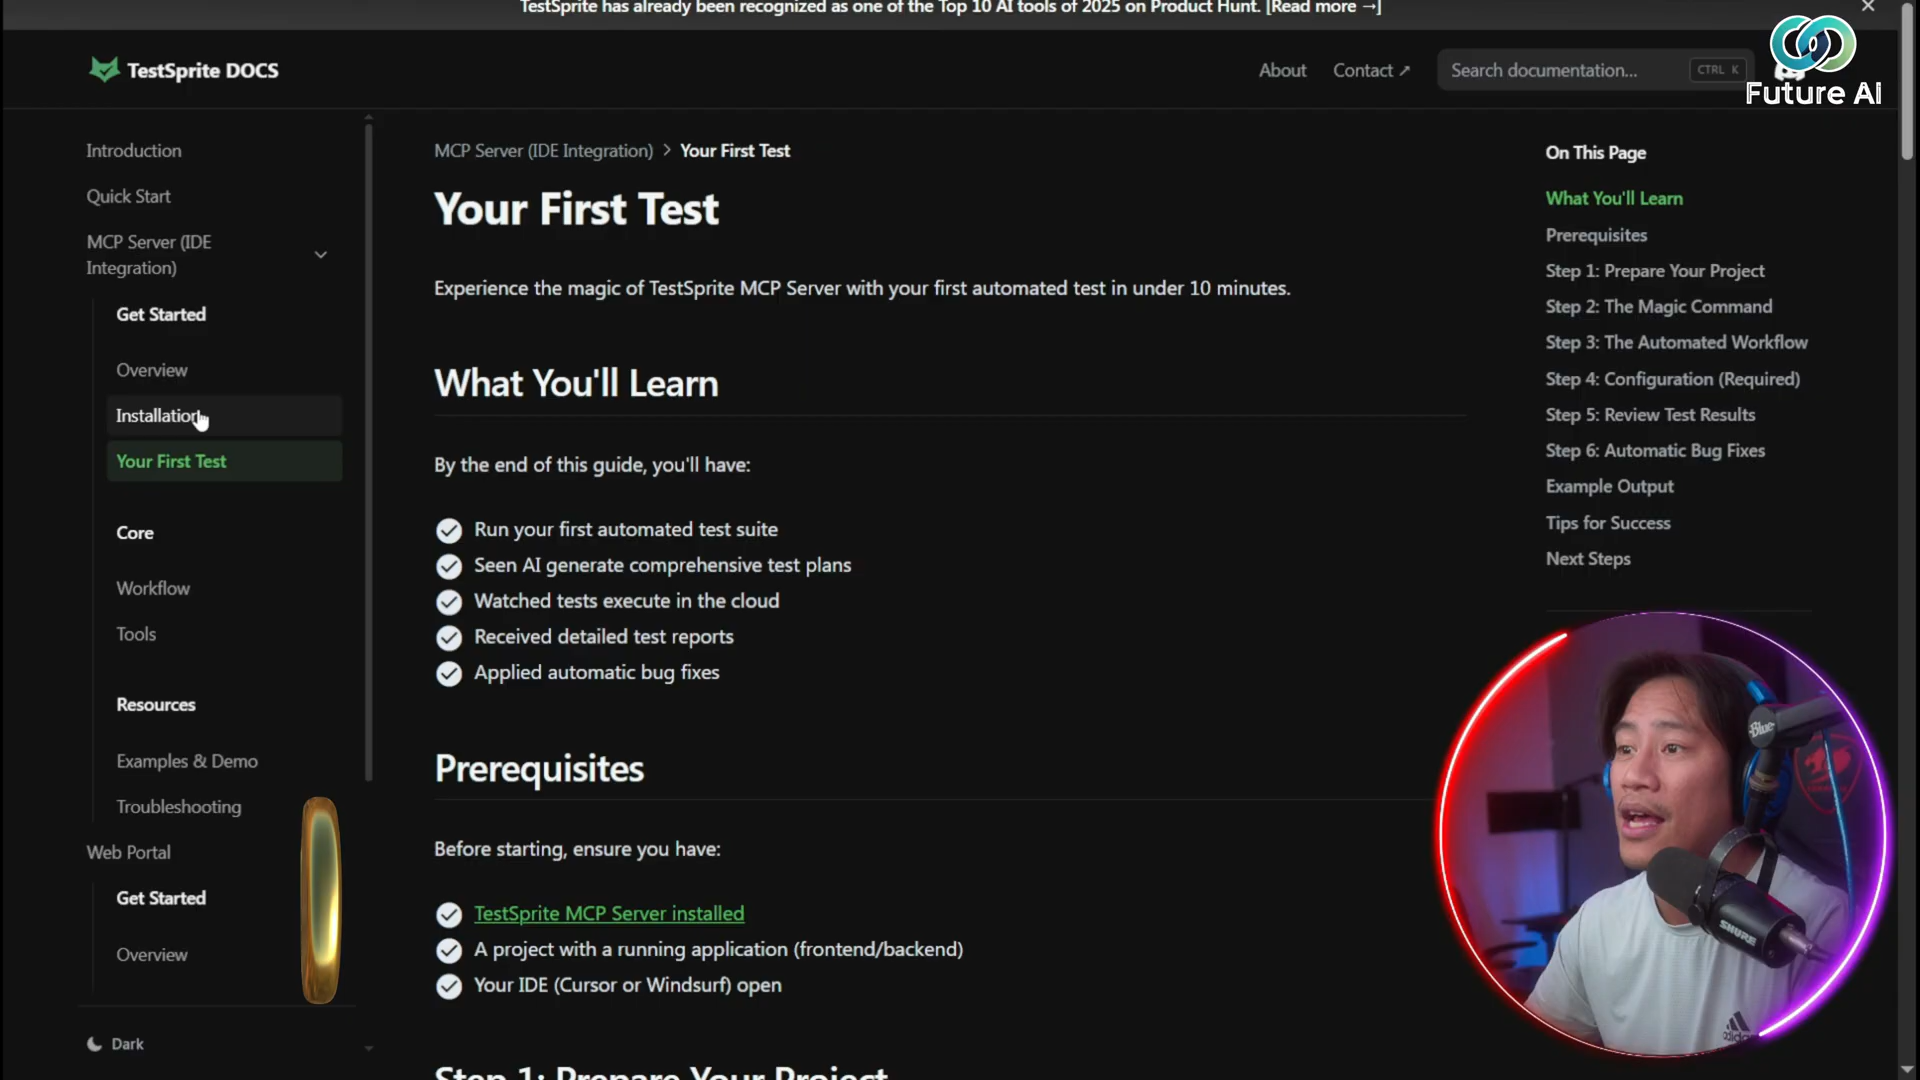 TestSprite has already been recognized as one of the Top 10 AI tools of 2025 on Product Hunt. [Read more →]
TestSprite DOCS
About
Contact ↗
Search documentation...
CTRL K
Future AI
Introduction
Quick Start
MCP Server (IDE
Integration)
Get Started
Overview
Installation
Your First Test
Core
Workflow
Tools
Resources
Examples & Demo
Troubleshooting
Web Portal
Get Started
Overview
Dark
MCP Server (IDE Integration) > Your First Test
Your First Test
Experience the magic of TestSprite MCP Server with your first automated test in under 10 minutes.
What You'll Learn
By the end of this guide, you'll have:
Run your first automated test suite
Seen AI generate comprehensive test plans
Watched tests execute in the cloud
Received detailed test reports
Applied automatic bug fixes
Prerequisites
Before starting, ensure you have:
TestSprite MCP Server installed
A project with a running application (frontend/backend)
Your IDE (Cursor or Windsurf) open
Step 1: Prepare Your Project
On This Page
What You'll Learn
Prerequisites
Step 1: Prepare Your Project
Step 2: The Magic Command
Step 3: The Automated Workflow
Step 4: Configuration (Required)
Step 5: Review Test Results
Step 6: Automatic Bug Fixes
Example Output
Tips for Success
Next Steps
Blue
SHURE
adidas